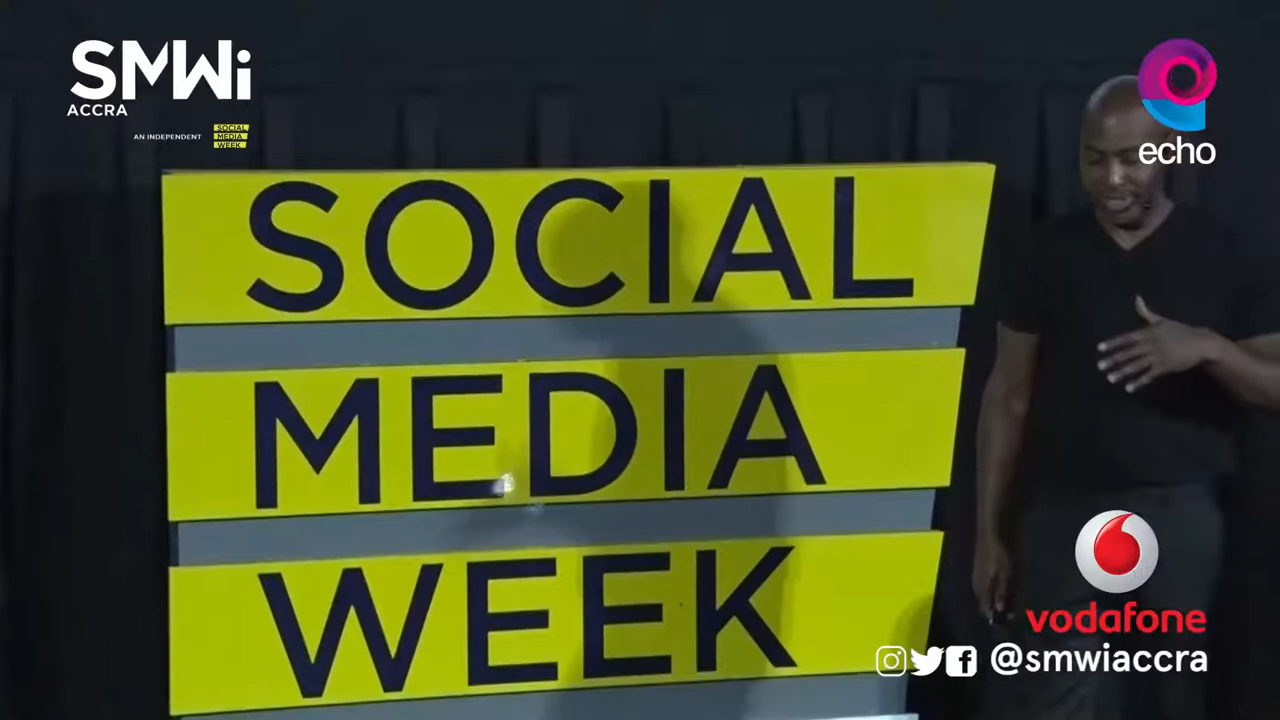 SMWi
ACCRA
AN INDEPENDENT
SOCIAL
MEDIA
WEEK
echo
SOCIAL
MEDIA
WEEK
vodafone
@smwiaccra